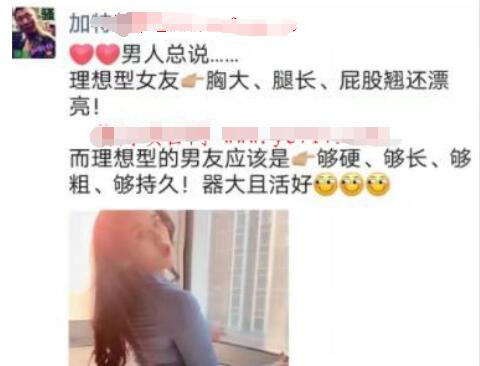 骚
加特
❤❤男人总说……
理想型女友👉🏼胸大、腿长、屁股翘还漂
亮！
而理想型的男友应该是👉🏼够硬、够长、够
粗、够持久！器大且活好🤭🤭🤭